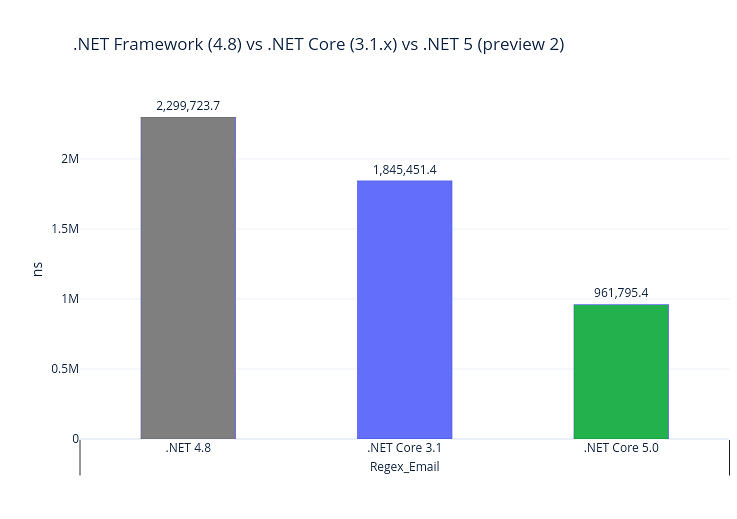 .NET Framework (4.8) vs .NET Core (3.1.x) vs .NET 5 (preview 2)
2,299,723.7
1,845,451.4
961,795.4
2M
1.5M
1M
0.5M
0
ns
.NET 4.8
.NET Core 3.1
.NET Core 5.0
Regex_Email